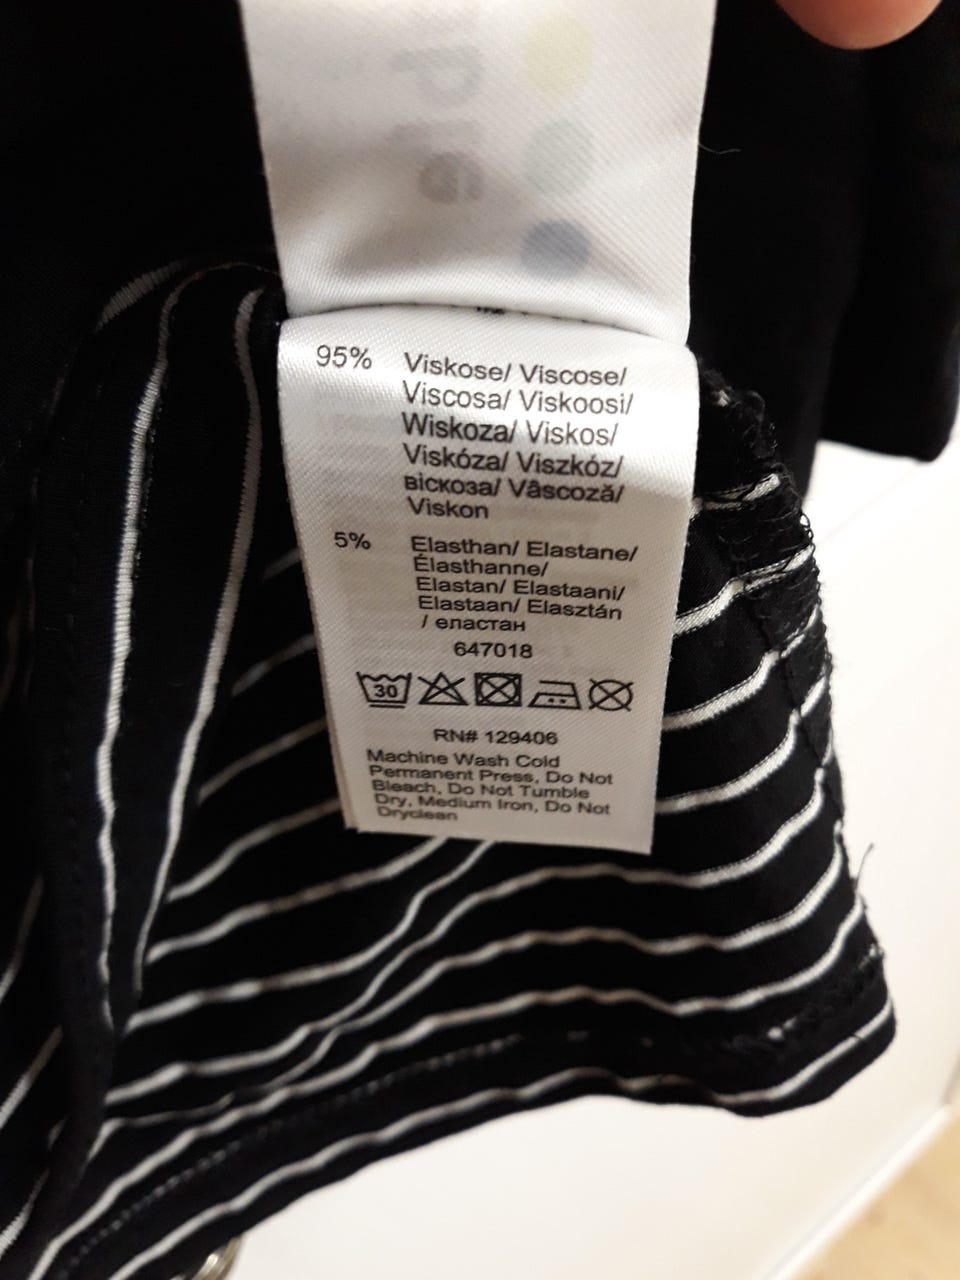 95% Viskose/ Viscose/
Viscosa/ Viskoosi/
Wiskoza/ Viskos/
Viskóza/ Viszkóz/
віскоза/ Vâscoză/
Viskon
5% Elasthan/ Elastane/
Élasthanne/
Elastan/ Elastaani/
Elastaan/ Elasztán
/ еластан
647018
30
RN# 129406
Machine Wash Cold
Permanent Press, Do Not
Bleach, Do Not Tumble
Dry, Medium Iron, Do Not
Dryclean